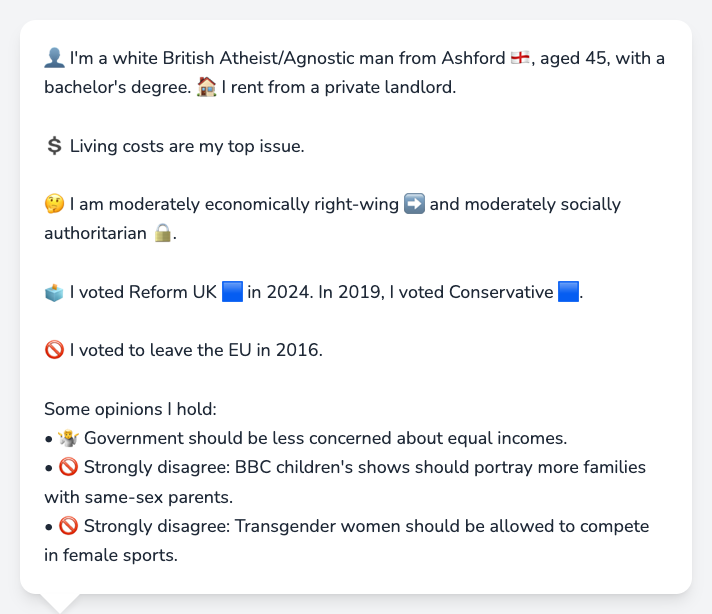 👤 I'm a white British Atheist/Agnostic man from Ashford 🏴󠁧󠁢󠁥󠁮󠁧󠁿, aged 45, with a
bachelor's degree. 🏠 I rent from a private landlord.
💲 Living costs are my top issue.
🤔 I am moderately economically right-wing ➡️ and moderately socially
authoritarian 🔒.
🗳️ I voted Reform UK 🟦 in 2024. In 2019, I voted Conservative 🟦.
🚫 I voted to leave the EU in 2016.
Some opinions I hold:
• 🤷 Government should be less concerned about equal incomes.
• 🚫 Strongly disagree: BBC children's shows should portray more families
with same-sex parents.
• 🚫 Strongly disagree: Transgender women should be allowed to compete
in female sports.